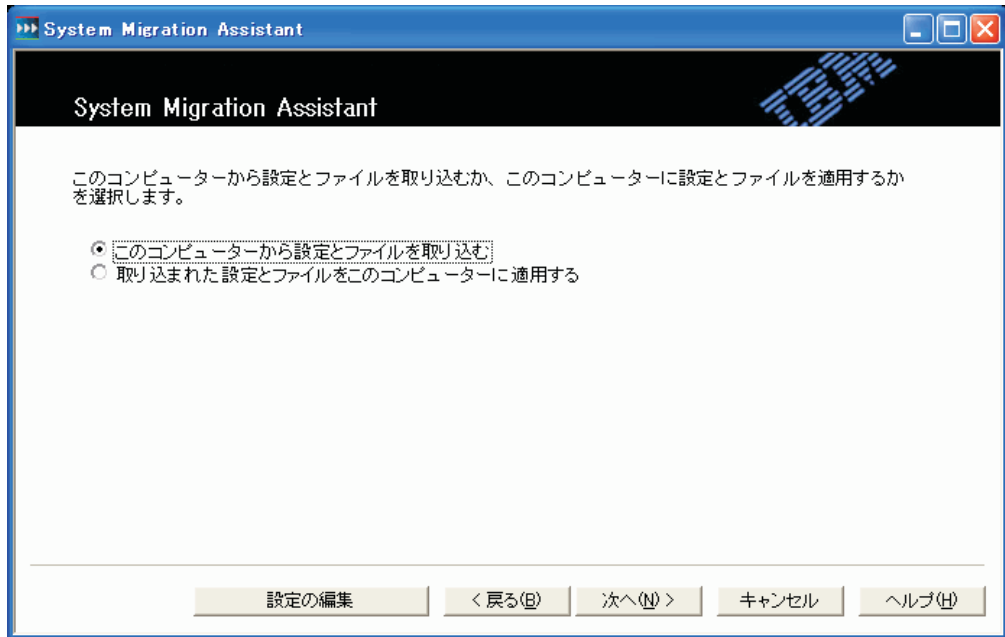 System Migration Assistant
IBM
System Migration Assistant
このコンピューターから設定とファイルを取り込むか、このコンピューターに設定とファイルを適用するか
を選択します。
このコンピューターから設定とファイルを取り込む
取り込まれた設定とファイルをこのコンピューターに適用する
設定の編集 < 戻る(B) 次へ(N) > キャンセル ヘルプ(H)